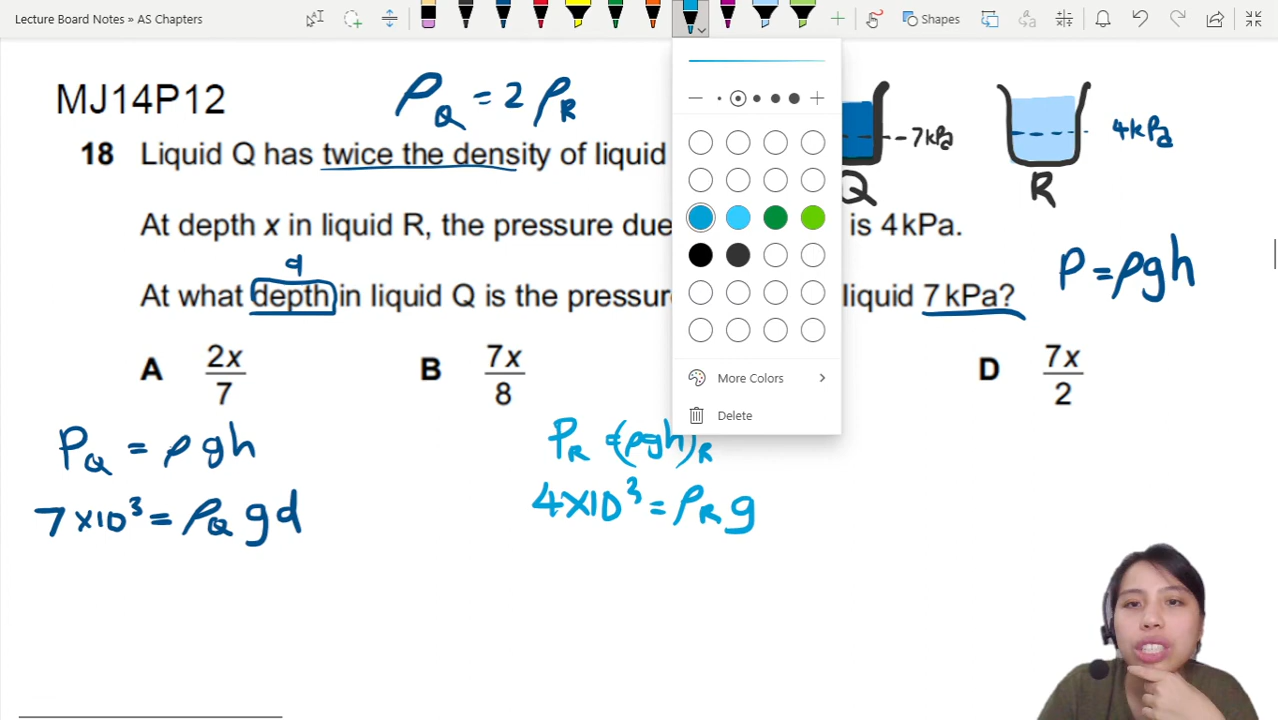 Lecture Board Notes » AS Chapters
Shapes
MJ14P12
ρQ = 2 ρR
18 Liquid Q has twice the density of liquid
At depth x in liquid R, the pressure due is 4 kPa.
d
At what depth in liquid Q is the pressure liquid 7 kPa?
7kPa
Q
4kPa
R
P = ρgh
A 2x/7
B 7x/8
D 7x/2
More Colors
Delete
PQ = ρgh
7×10³ = ρQ g d
PR = (ρgh)R
4×10³ = ρR g